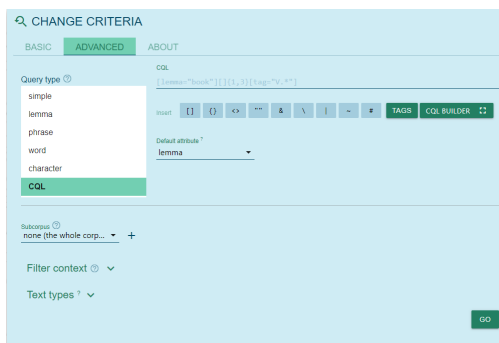 CHANGE CRITERIA
BASIC ADVANCED ABOUT
Query type ?
simple
lemma
phrase
word
character
CQL
CQL
[lemma="book"][]{1,3}[tag="V.*"]
Insert [] {} <> "" & \ | ~ # TAGS CQL BUILDER
Default attribute ?
lemma
Subcorpus ?
none (the whole corp... +
Filter context ?
Text types ?
GO